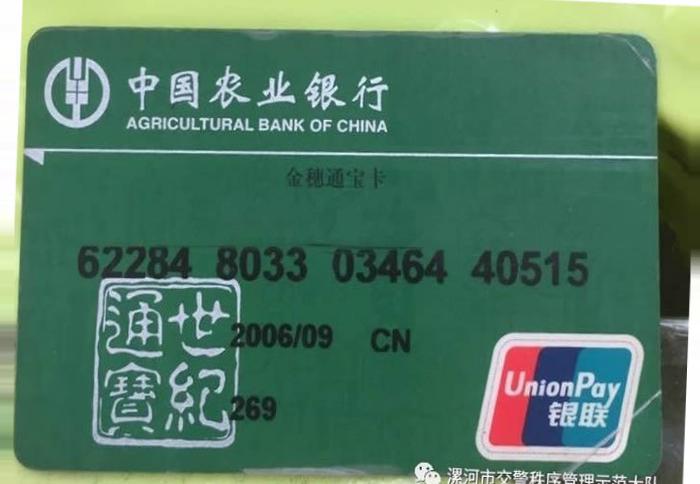 中国农业银行
AGRICULTURAL BANK OF CHINA
金穗通宝卡
62284 8033 03464 40515
2006/09 CN
269
世纪
通寶
UnionPay
银联
漯河市交警秩序管理示范大队